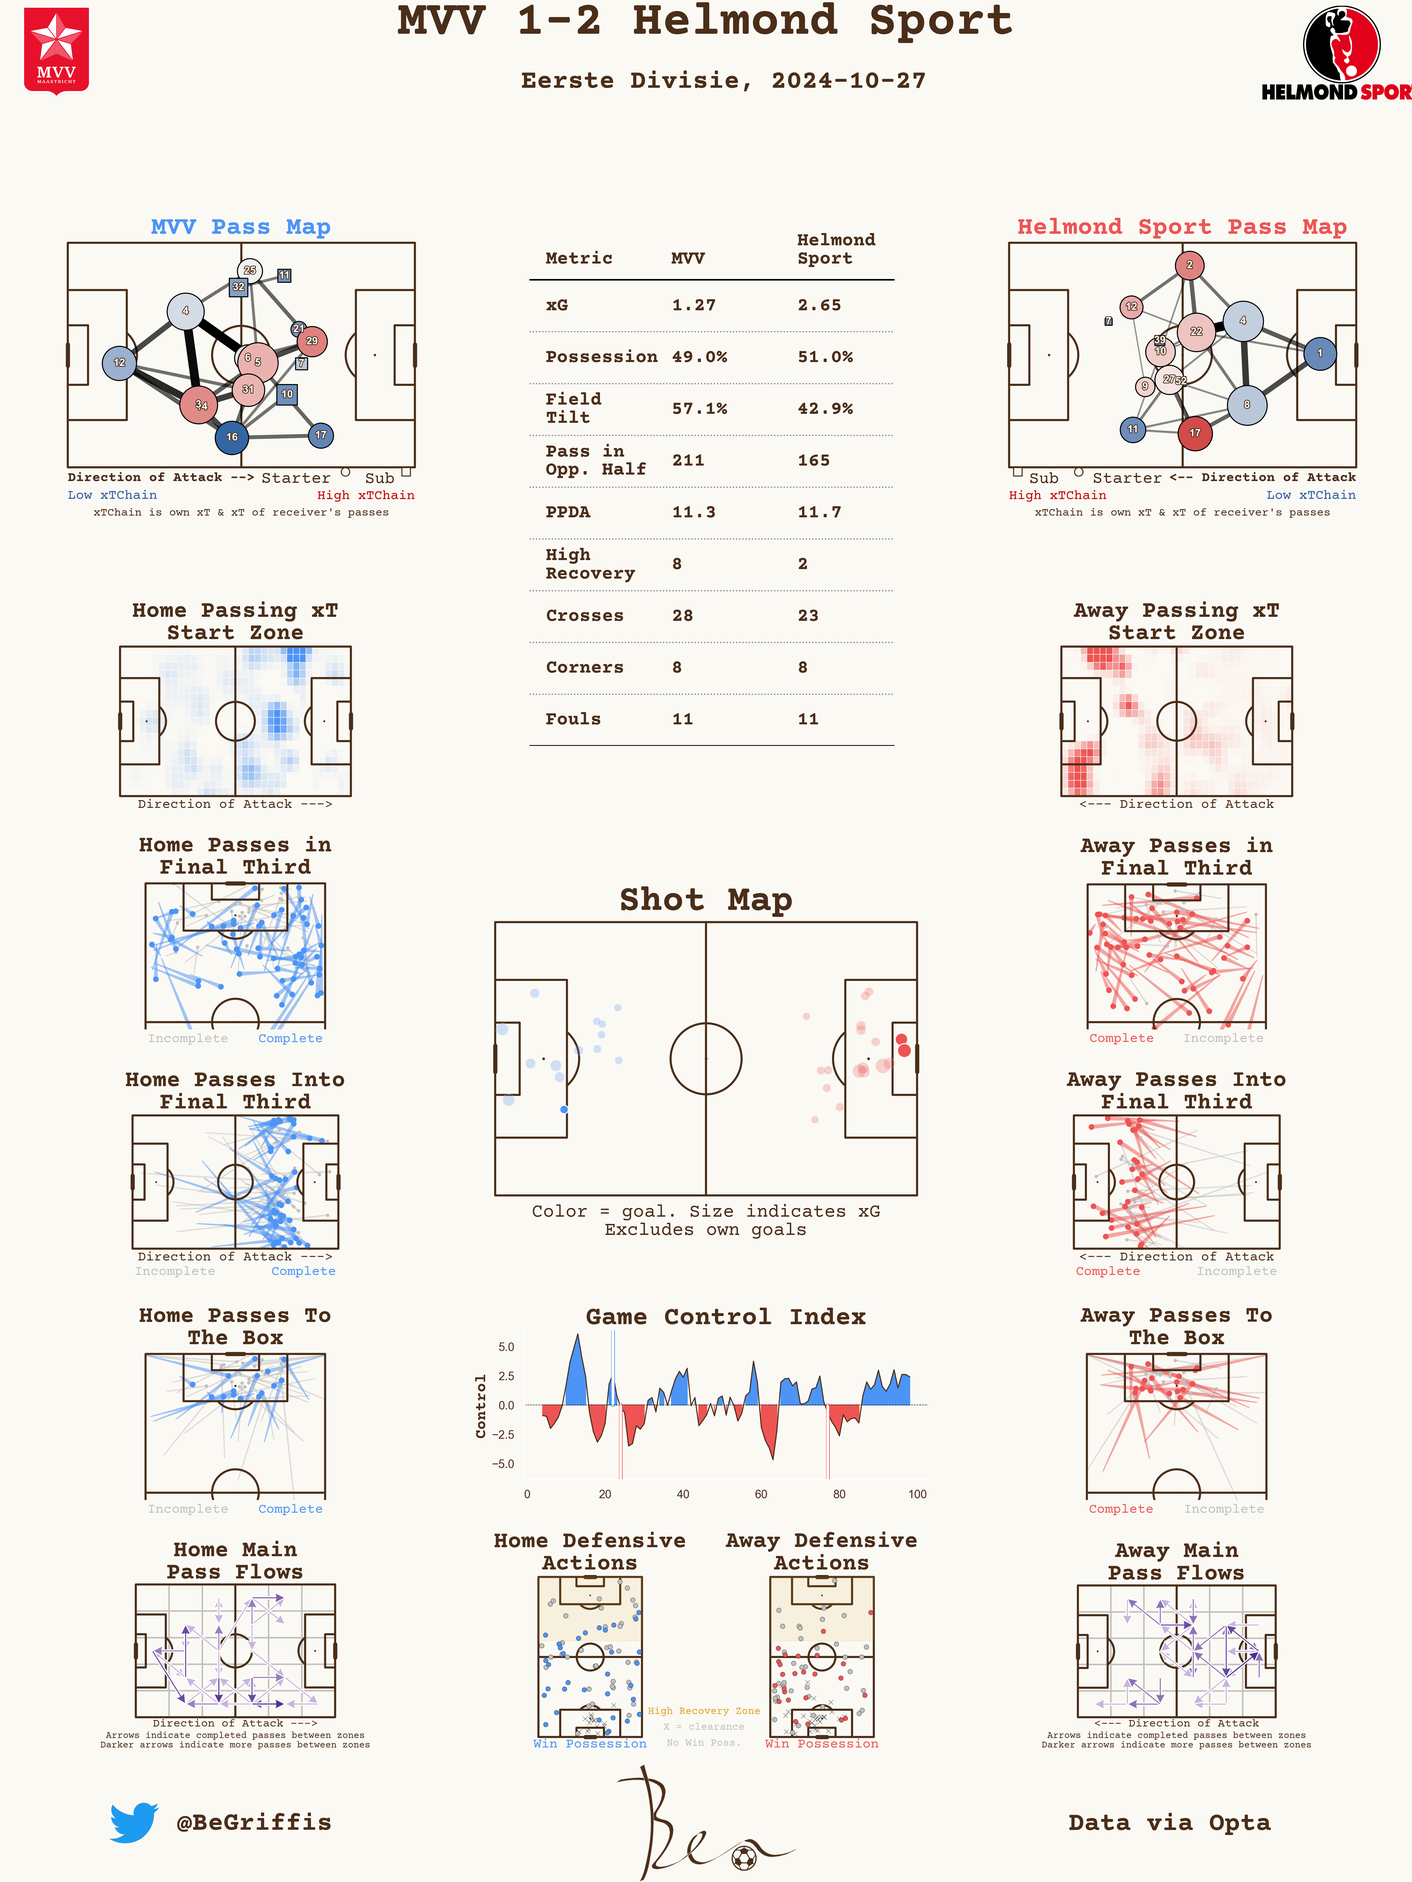 MVV 1-2 Helmond Sport
Eerste Divisie, 2024-10-27
MVV
MAASTRICHT
HELMOND SPOR
MVV Pass Map
25
11
32
4
21
29
6
5
7
12
31
10
34
16
17
Direction of Attack --> Starter Sub
Low xTChain High xTChain
xTChain is own xT & xT of receiver's passes
Metric MVV Helmond Sport
xG 1.27 2.65
Possession 49.0% 51.0%
Field Tilt 57.1% 42.9%
Pass in Opp. Half 211 165
PPDA 11.3 11.7
High Recovery 8 2
Crosses 28 23
Corners 8 8
Fouls 11 11
Helmond Sport Pass Map
2
12
7
22
4
39
10
1
27
52
9
8
11
17
Sub Starter <-- Direction of Attack
High xTChain Low xTChain
xTChain is own xT & xT of receiver's passes
Home Passing xT
Start Zone
Direction of Attack --->
Away Passing xT
Start Zone
<--- Direction of Attack
Home Passes in
Final Third
Incomplete Complete
Away Passes in
Final Third
Complete Incomplete
Shot Map
Color = goal. Size indicates xG
Excludes own goals
Home Passes Into
Final Third
Direction of Attack --->
Incomplete Complete
Away Passes Into
Final Third
<--- Direction of Attack
Complete Incomplete
Home Passes To
The Box
Incomplete Complete
Game Control Index
Control
5.0
2.5
0.0
−2.5
−5.0
0 20 40 60 80 100
Away Passes To
The Box
Complete Incomplete
Home Main
Pass Flows
Direction of Attack --->
Arrows indicate completed passes between zones
Darker arrows indicate more passes between zones
Home Defensive
Actions
Win Possession
High Recovery Zone
X = clearance
No Win Poss.
Away Defensive
Actions
Win Possession
Away Main
Pass Flows
<--- Direction of Attack
Arrows indicate completed passes between zones
Darker arrows indicate more passes between zones
@BeGriffis
Ben
Data via Opta